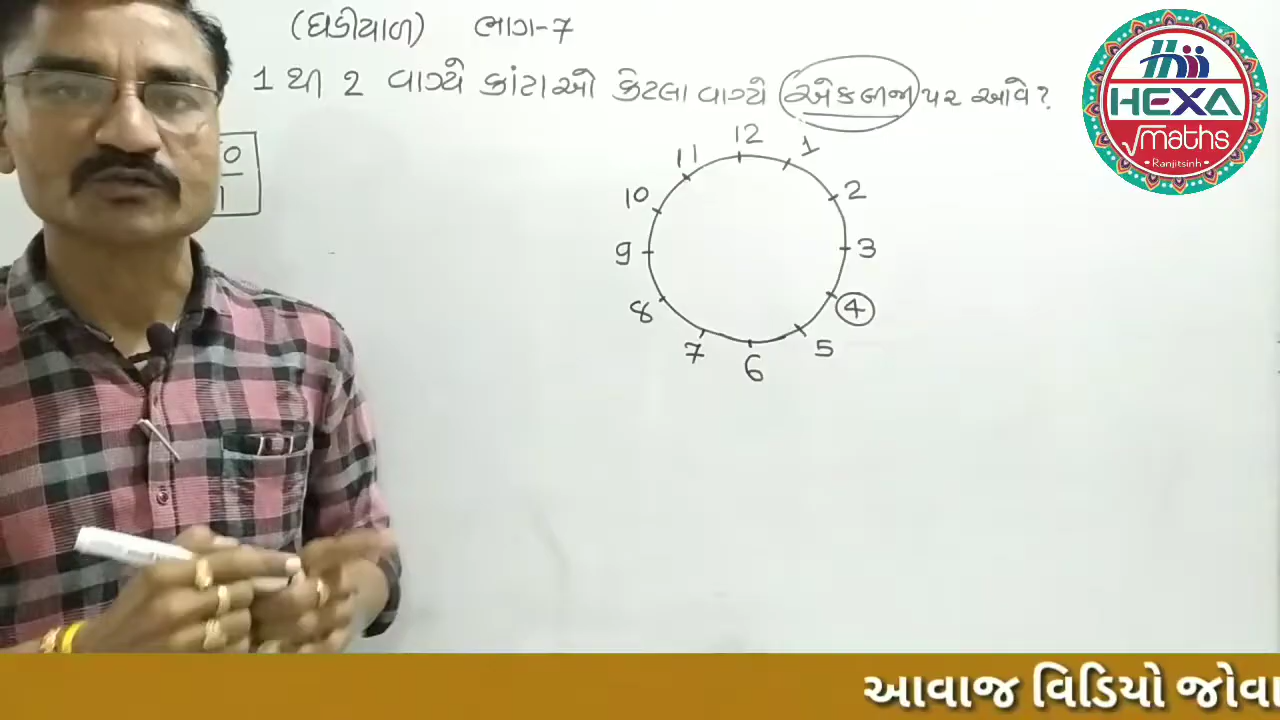 (ઘડીયાળ) ભાગ-7
1 થી 2 વાગ્યે કાંટાઓ કેટલા વાગ્યે એકબીજા પર આવે?
12
11
1
10
2
9
3
8
4
7
5
6
1
HEXA
maths
Ranjitsinh
આવાજ વિડિયો જોવા